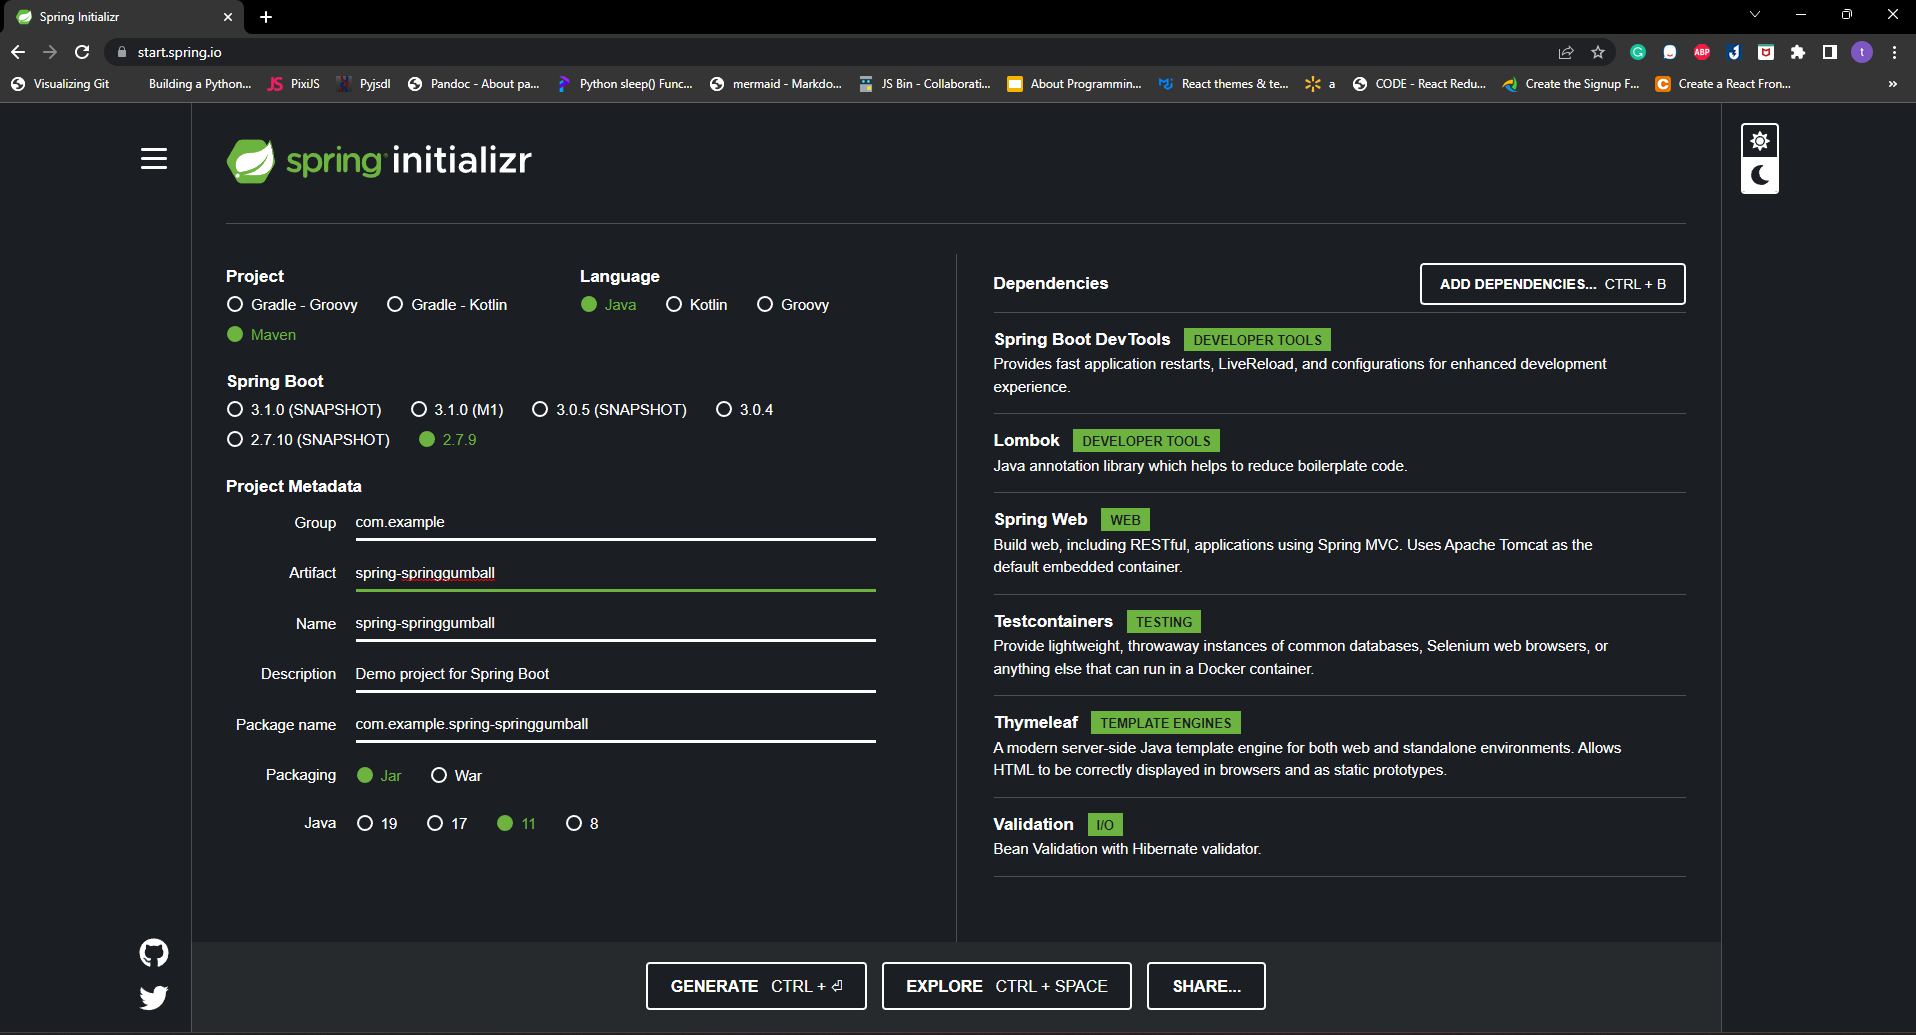 Spring Initializr
start.spring.io
Visualizing Git Building a Python... PixiJS Pyjsdl Pandoc - About pa... Python sleep() Func... mermaid - Markdo... JS Bin - Collaborati... About Programmin... React themes & te... a CODE - React Redu... Create the Signup F... Create a React Fron... »
spring initializr
Project
Gradle - Groovy Gradle - Kotlin
Maven
Language
Java Kotlin Groovy
Spring Boot
3.1.0 (SNAPSHOT) 3.1.0 (M1) 3.0.5 (SNAPSHOT) 3.0.4
2.7.10 (SNAPSHOT) 2.7.9
Project Metadata
Group com.example
Artifact spring-springgumball
Name spring-springgumball
Description Demo project for Spring Boot
Package name com.example.spring-springgumball
Packaging Jar War
Java 19 17 11 8
Dependencies
ADD DEPENDENCIES... CTRL + B
Spring Boot DevTools DEVELOPER TOOLS
Provides fast application restarts, LiveReload, and configurations for enhanced development
experience.
Lombok DEVELOPER TOOLS
Java annotation library which helps to reduce boilerplate code.
Spring Web WEB
Build web, including RESTful, applications using Spring MVC. Uses Apache Tomcat as the
default embedded container.
Testcontainers TESTING
Provide lightweight, throwaway instances of common databases, Selenium web browsers, or
anything else that can run in a Docker container.
Thymeleaf TEMPLATE ENGINES
A modern server-side Java template engine for both web and standalone environments. Allows
HTML to be correctly displayed in browsers and as static prototypes.
Validation I/O
Bean Validation with Hibernate validator.
GENERATE CTRL + ⏎
EXPLORE CTRL + SPACE
SHARE...